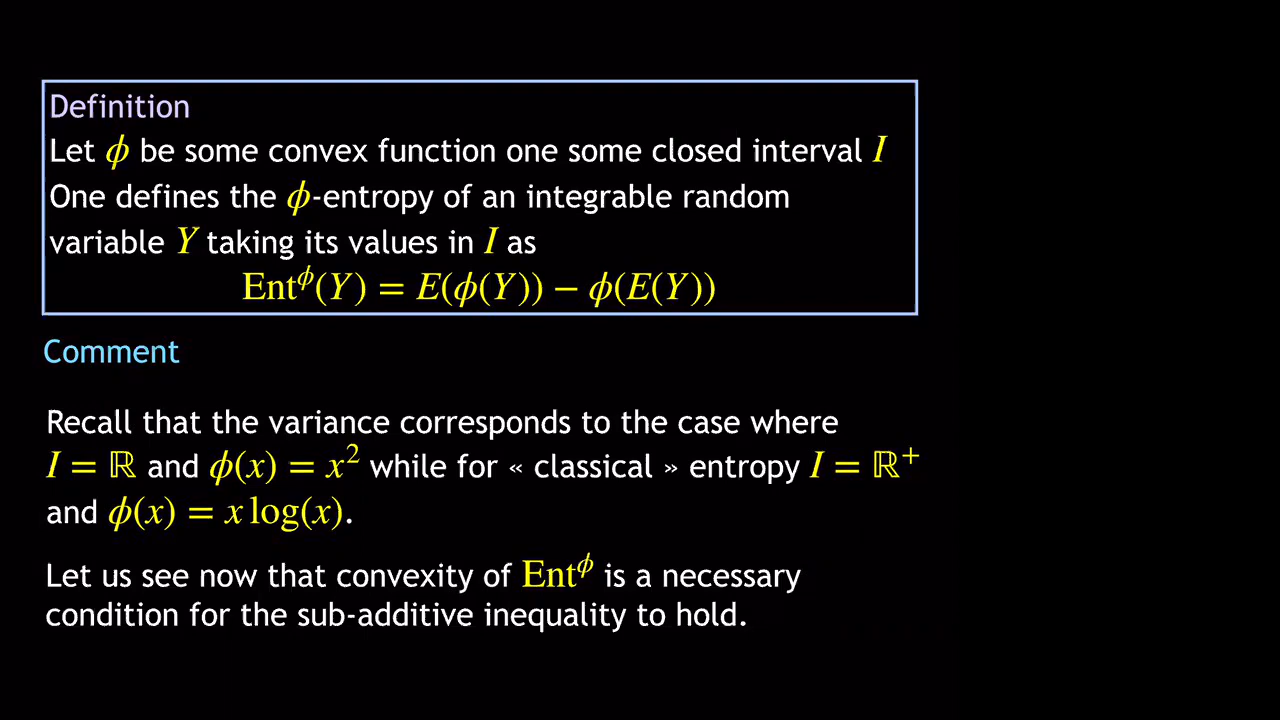 Definition
Let ϕ be some convex function one some closed interval I
One defines the ϕ-entropy of an integrable random
variable Y taking its values in I as
Ent^ϕ(Y) = E(ϕ(Y)) − ϕ(E(Y))
Comment
Recall that the variance corresponds to the case where
I = ℝ and ϕ(x) = x² while for « classical » entropy I = ℝ⁺
and ϕ(x) = x log(x).
Let us see now that convexity of Ent^ϕ is a necessary
condition for the sub-additive inequality to hold.